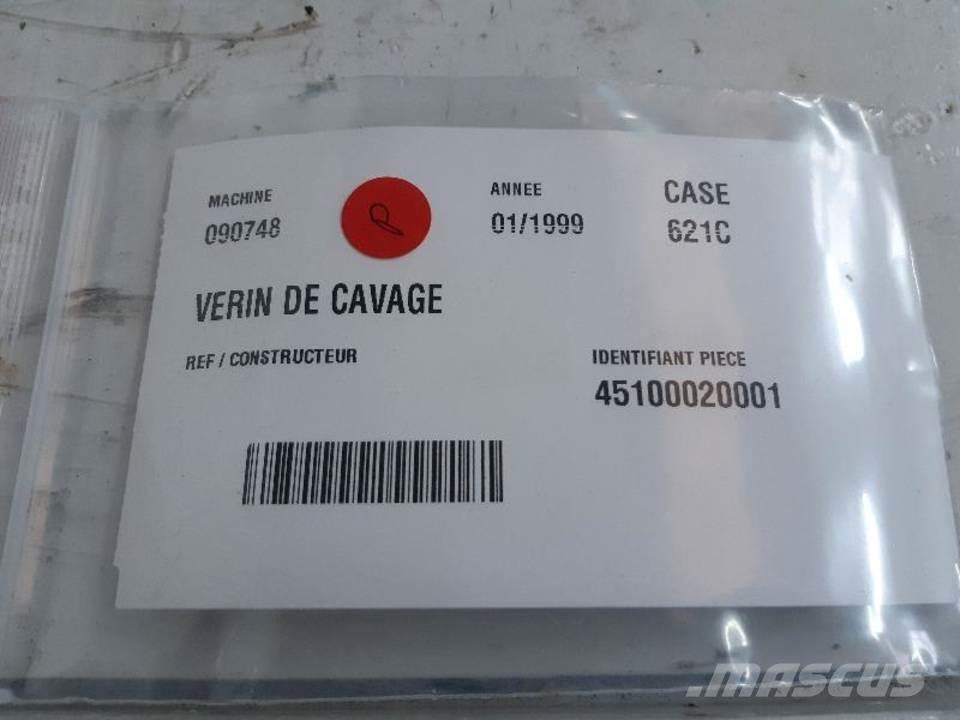 MACHINE
090748
ANNEE
01/1999
CASE
621C
VERIN DE CAVAGE
REF / CONSTRUCTEUR
IDENTIFIANT PIECE
45100020001
MASCUS